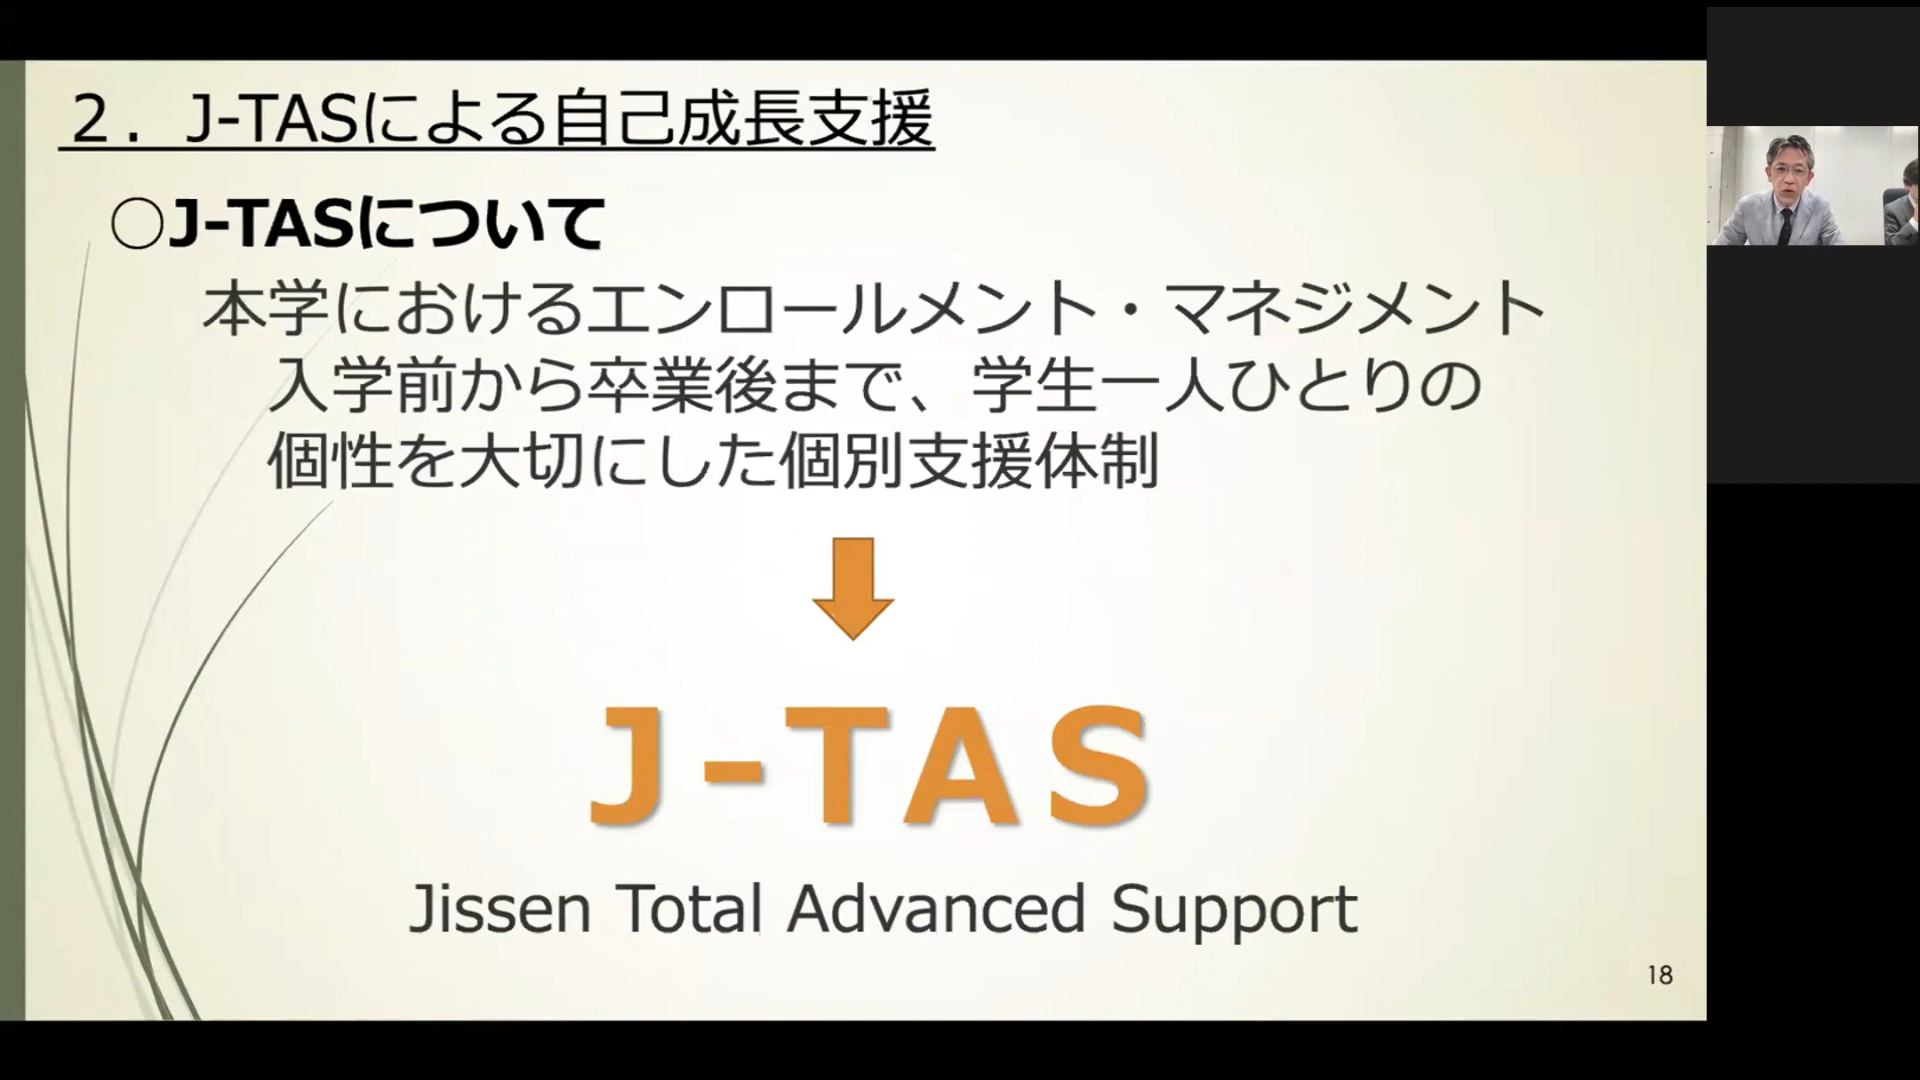 ２．J-TASによる自己成長支援
○J-TASについて
本学におけるエンロールメント・マネジメント
入学前から卒業後まで、学生一人ひとりの
個性を大切にした個別支援体制
J-TAS
Jissen Total Advanced Support
18